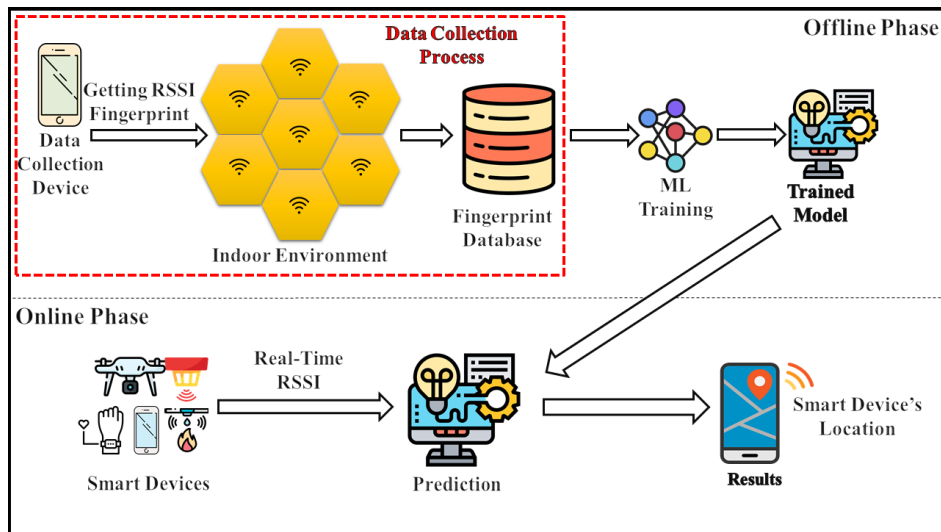 Data Collection
Process
Offline Phase
Getting RSSI
Fingerprint
Data
Collection
Device
Indoor Environment
Fingerprint
Database
ML
Training
Trained
Model
Online Phase
Real-Time
RSSI
Smart Devices
Prediction
Smart Device's
Location
Results